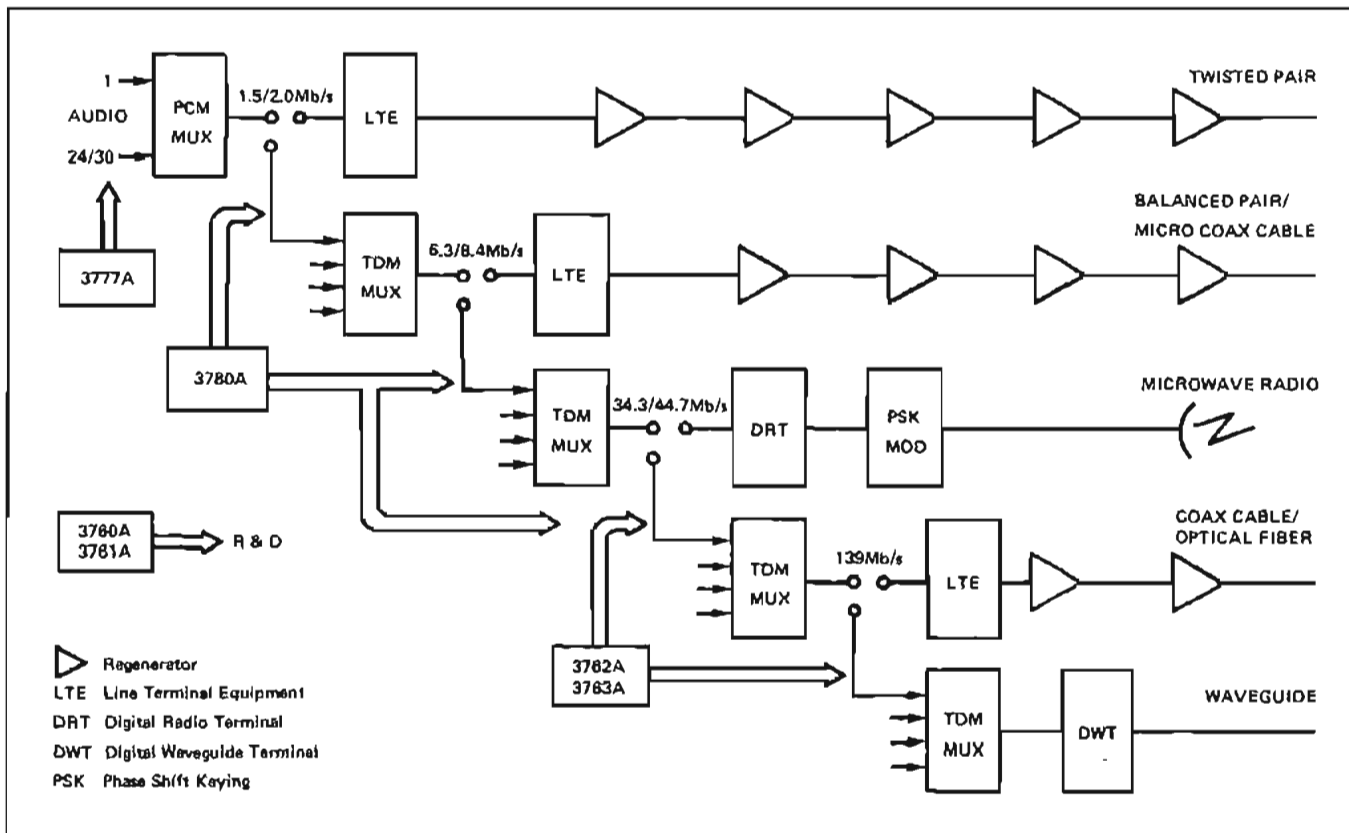 1
AUDIO
24/30
PCM
MUX
1.5/2.0Mb/s
LTE
TWISTED PAIR
3777A
TDM
MUX
6.3/8.4Mb/s
LTE
BALANCED PAIR/
MICRO COAX CABLE
3780A
TDM
MUX
34.3/44.7Mb/s
DRT
PSK
MOD
MICROWAVE RADIO
3760A
3761A
R & D
TDM
MUX
139Mb/s
LTE
COAX CABLE/
OPTICAL FIBER
3762A
3763A
TDM
MUX
DWT
WAVEGUIDE
Regenerator
LTE Line Terminal Equipment
DRT Digital Radio Terminal
DWT Digital Waveguide Terminal
PSK Phase Shift Keying